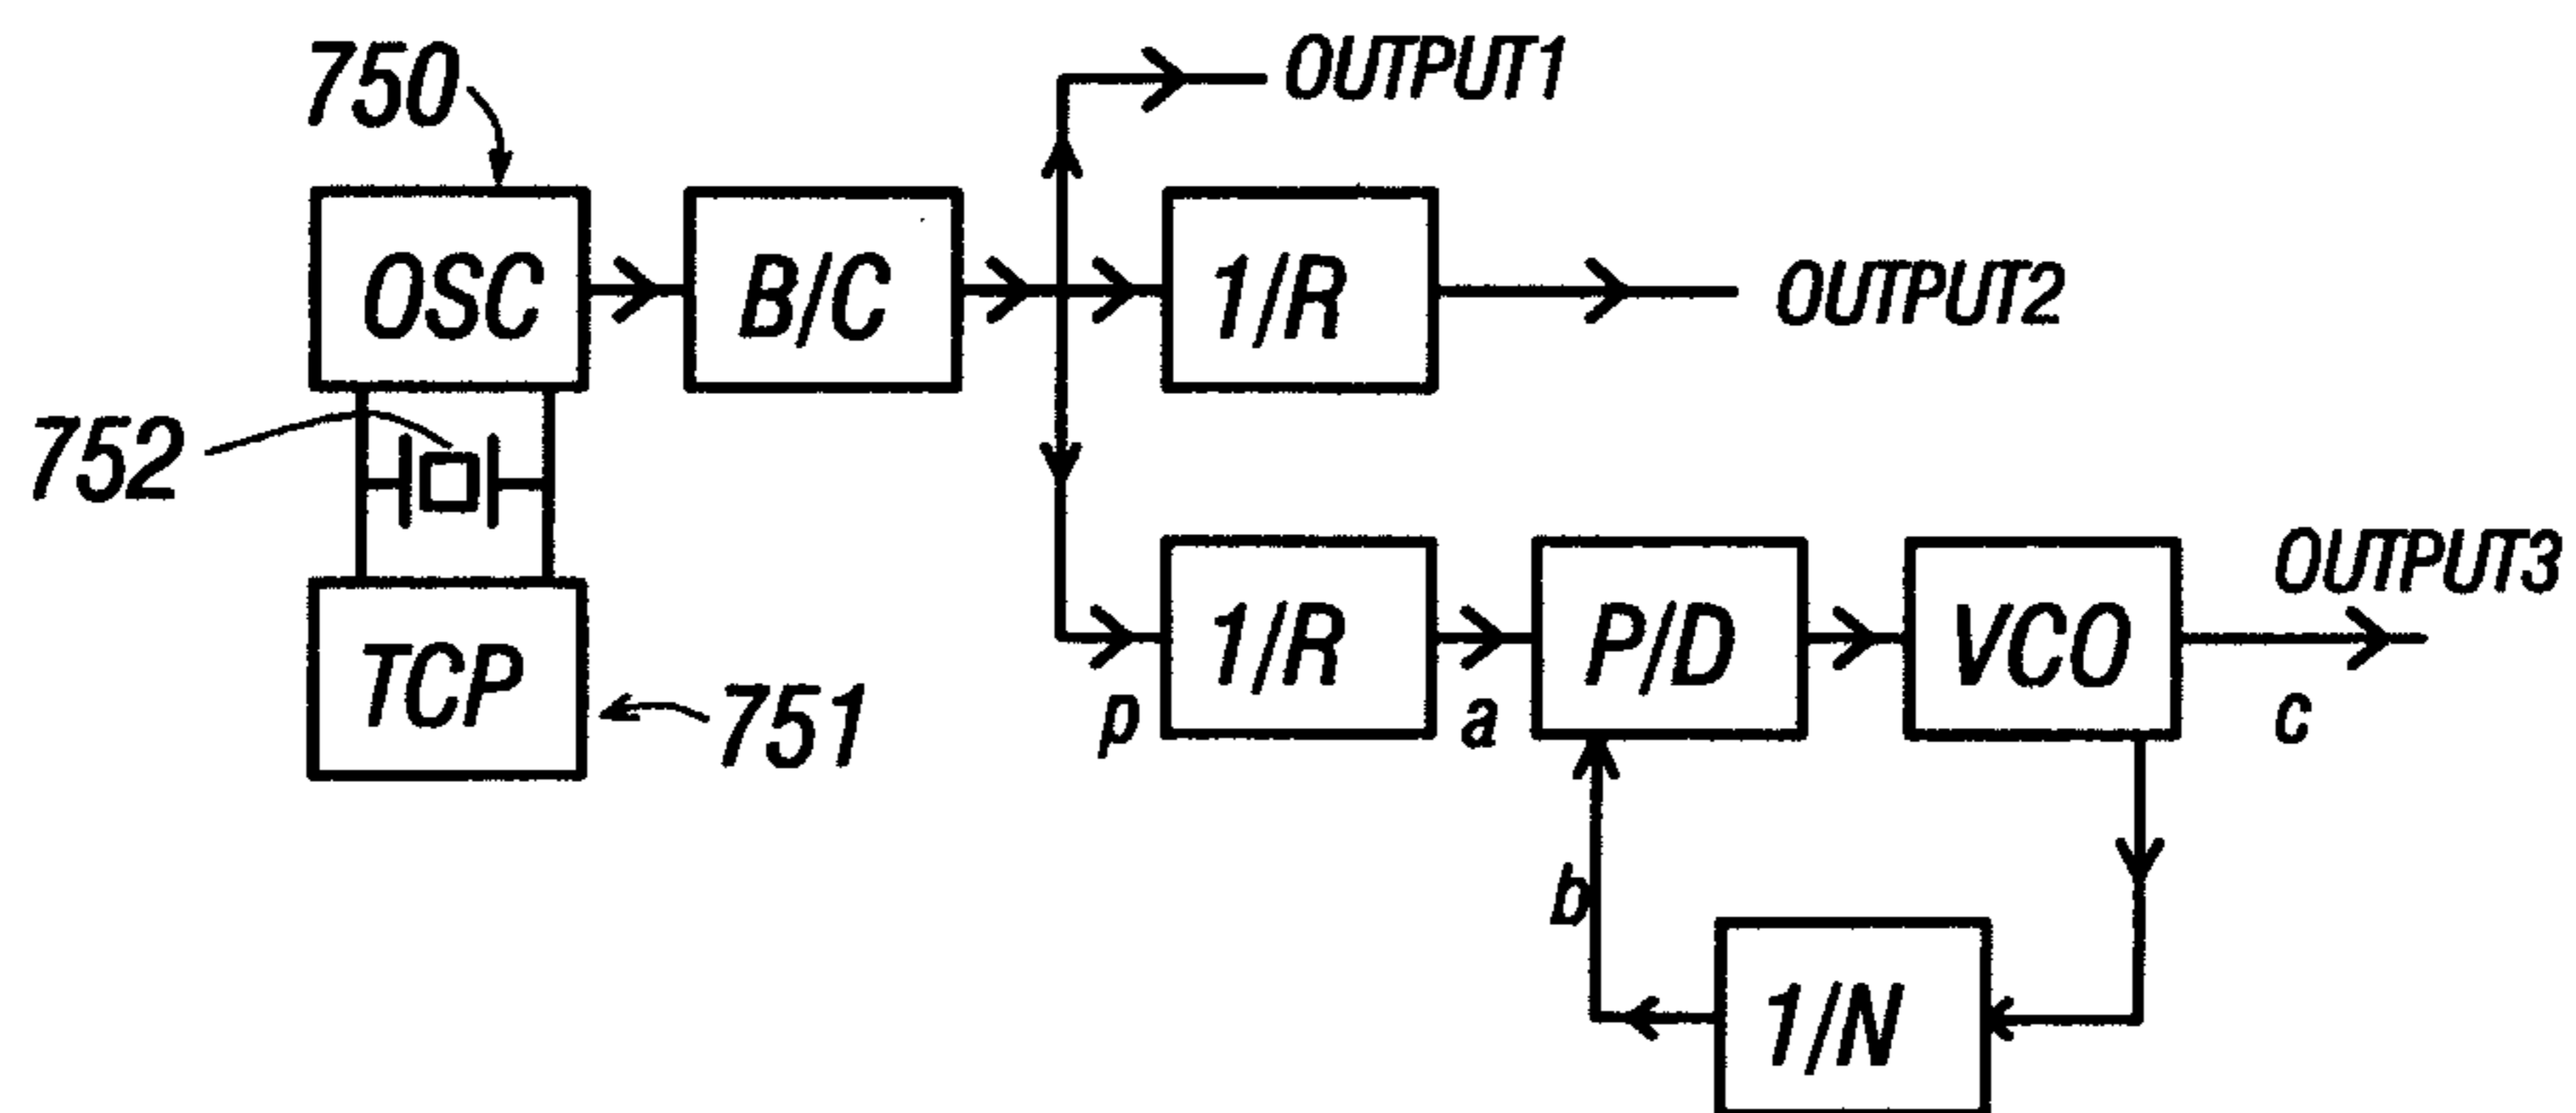 750
OUTPUT1
OSC
B/C
1/R
OUTPUT2
752
TCP
751
1/R
P/D
VCO
OUTPUT3
p
a
c
b
1/N